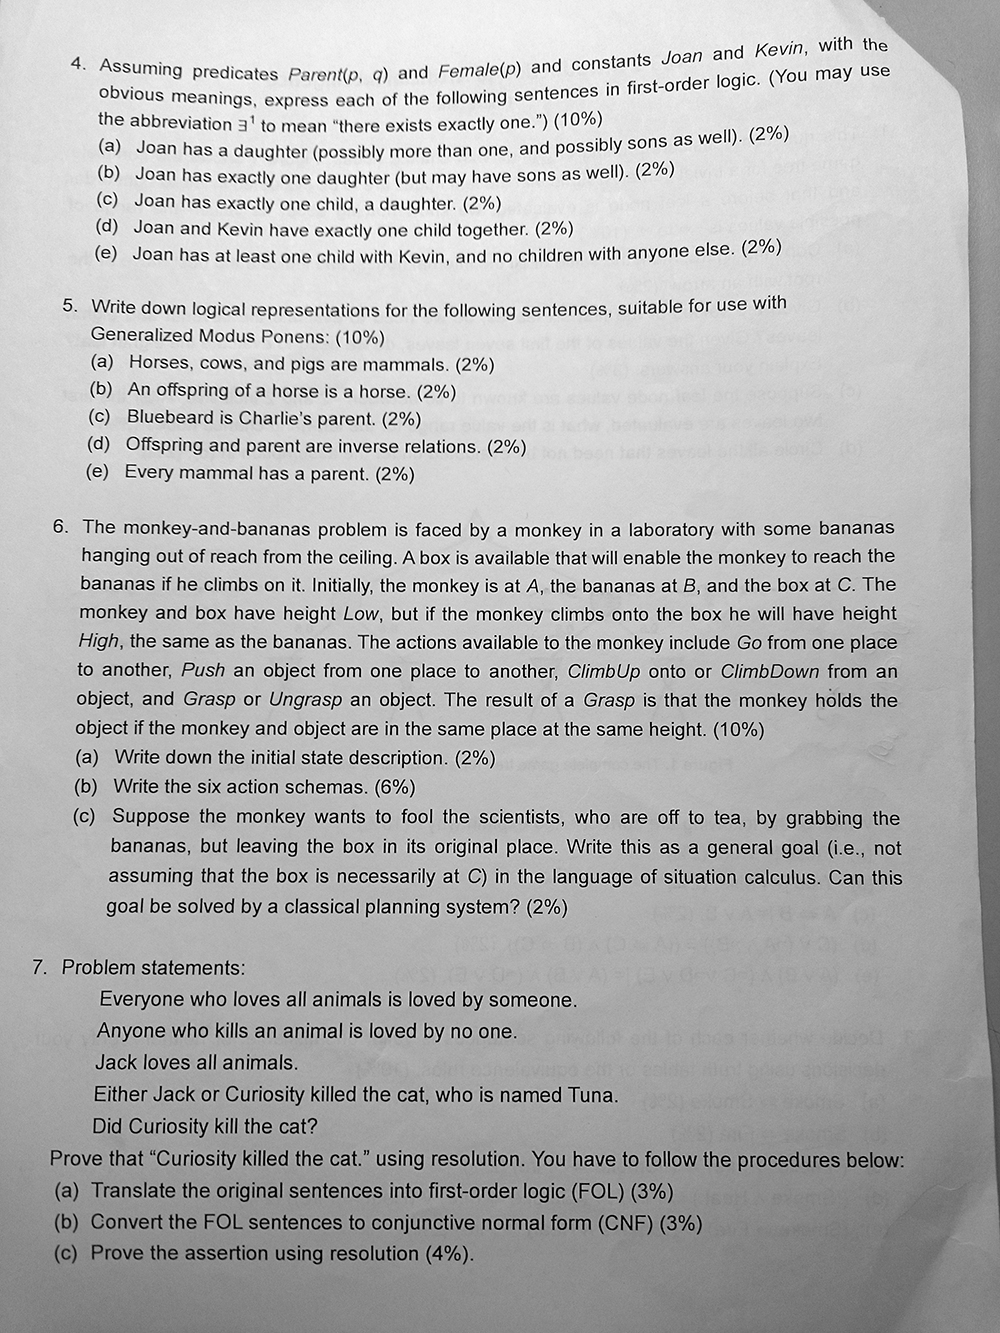 4. Assuming predicates Parent(p, q) and Female(p) and constants Joan and Kevin, with the
obvious meanings, express each of the following sentences in first-order logic. (You may use
the abbreviation ∃¹ to mean “there exists exactly one.”) (10%)
(a) Joan has a daughter (possibly more than one, and possibly sons as well). (2%)
(b) Joan has exactly one daughter (but may have sons as well). (2%)
(c) Joan has exactly one child, a daughter. (2%)
(d) Joan and Kevin have exactly one child together. (2%)
(e) Joan has at least one child with Kevin, and no children with anyone else. (2%)
5. Write down logical representations for the following sentences, suitable for use with
Generalized Modus Ponens: (10%)
(a) Horses, cows, and pigs are mammals. (2%)
(b) An offspring of a horse is a horse. (2%)
(c) Bluebeard is Charlie's parent. (2%)
(d) Offspring and parent are inverse relations. (2%)
(e) Every mammal has a parent. (2%)
6. The monkey-and-bananas problem is faced by a monkey in a laboratory with some bananas
hanging out of reach from the ceiling. A box is available that will enable the monkey to reach the
bananas if he climbs on it. Initially, the monkey is at A, the bananas at B, and the box at C. The
monkey and box have height Low, but if the monkey climbs onto the box he will have height
High, the same as the bananas. The actions available to the monkey include Go from one place
to another, Push an object from one place to another, ClimbUp onto or ClimbDown from an
object, and Grasp or Ungrasp an object. The result of a Grasp is that the monkey holds the
object if the monkey and object are in the same place at the same height. (10%)
(a) Write down the initial state description. (2%)
(b) Write the six action schemas. (6%)
(c) Suppose the monkey wants to fool the scientists, who are off to tea, by grabbing the
bananas, but leaving the box in its original place. Write this as a general goal (i.e., not
assuming that the box is necessarily at C) in the language of situation calculus. Can this
goal be solved by a classical planning system? (2%)
7. Problem statements:
Everyone who loves all animals is loved by someone.
Anyone who kills an animal is loved by no one.
Jack loves all animals.
Either Jack or Curiosity killed the cat, who is named Tuna.
Did Curiosity kill the cat?
Prove that “Curiosity killed the cat.” using resolution. You have to follow the procedures below:
(a) Translate the original sentences into first-order logic (FOL) (3%)
(b) Convert the FOL sentences to conjunctive normal form (CNF) (3%)
(c) Prove the assertion using resolution (4%).